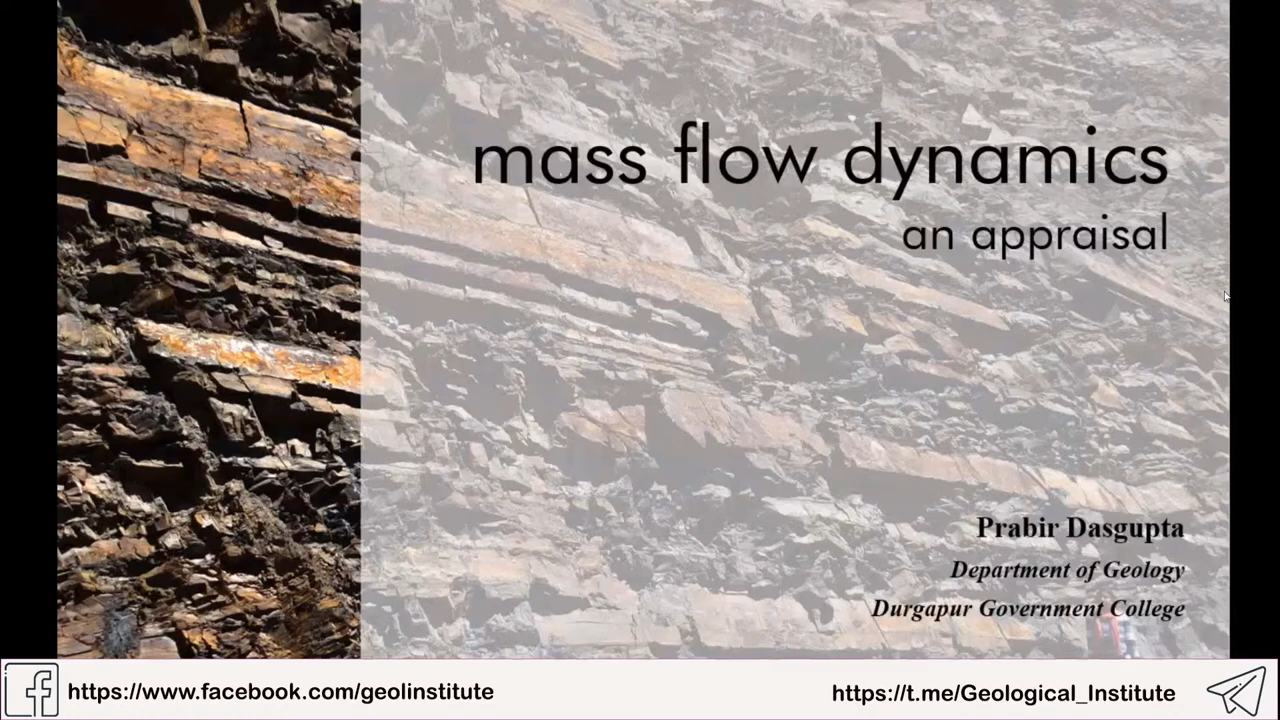 mass flow dynamics
an appraisal
Prabir Dasgupta
Department of Geology
Durgapur Government College
https://www.facebook.com/geolinstitute
https://t.me/Geological_Institute